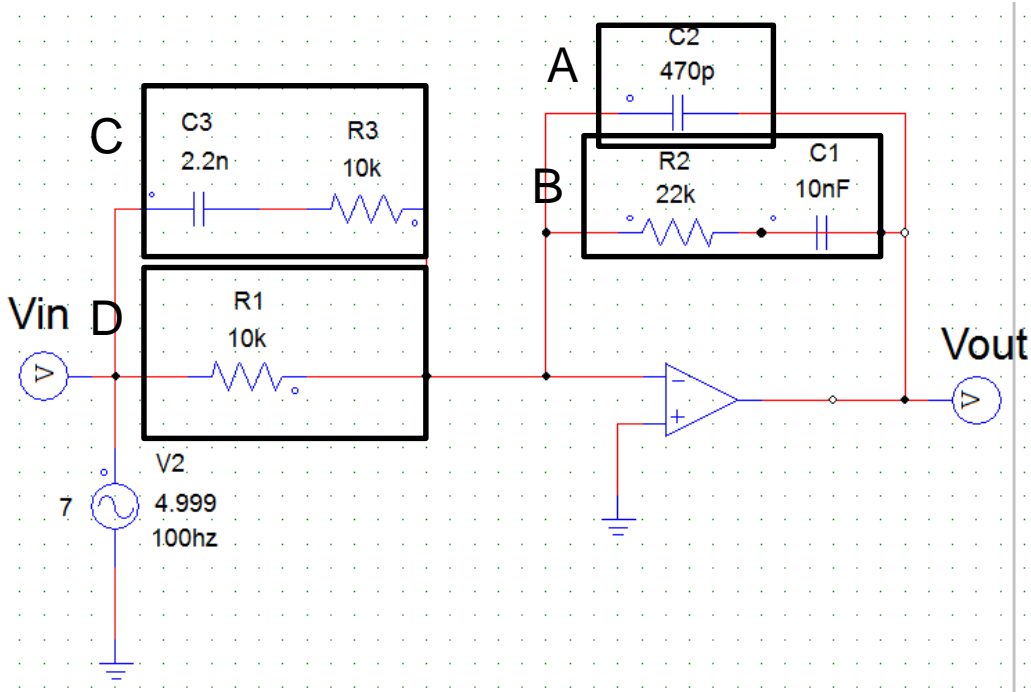 C2
A
470p
C
C3
R3
2.2n
10k
R2
C1
B
22k
10nF
D
R1
10k
Vin
V
Vout
V
−
+
V2
7
4.999
100hz